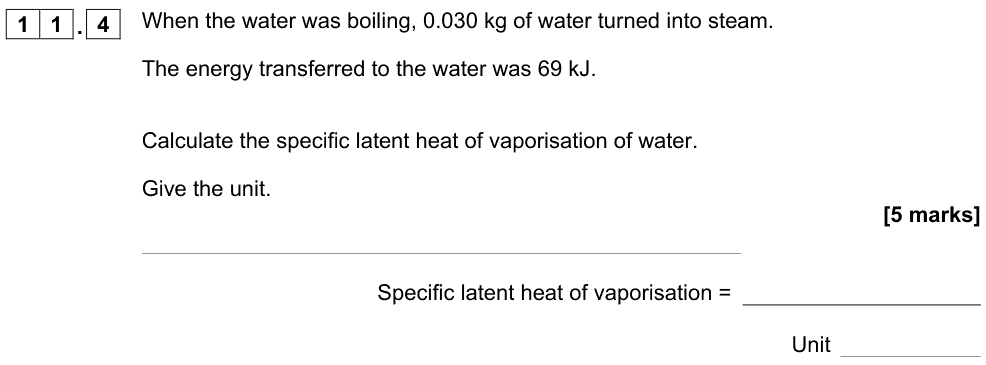 11.4 When the water was boiling, 0.030 kg of water turned into steam.
The energy transferred to the water was 69 kJ.
Calculate the specific latent heat of vaporisation of water.
Give the unit.
[5 marks]
Specific latent heat of vaporisation =
Unit